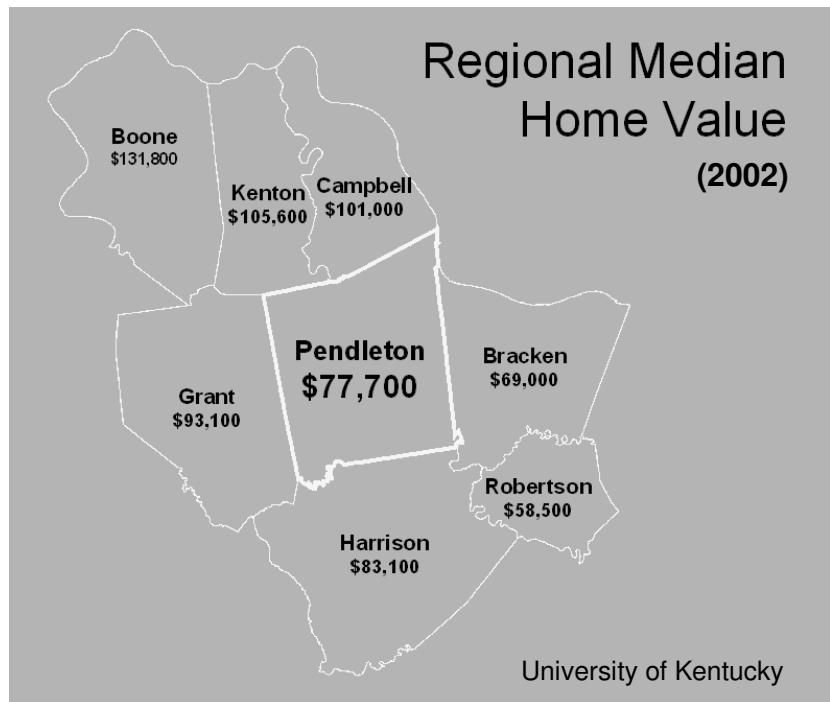 Regional Median
Home Value
(2002)
Boone
$131,800
Kenton
$105,600
Campbell
$101,000
Pendleton
$77,700
Bracken
$69,000
Grant
$93,100
Robertson
$58,500
Harrison
$83,100
University of Kentucky